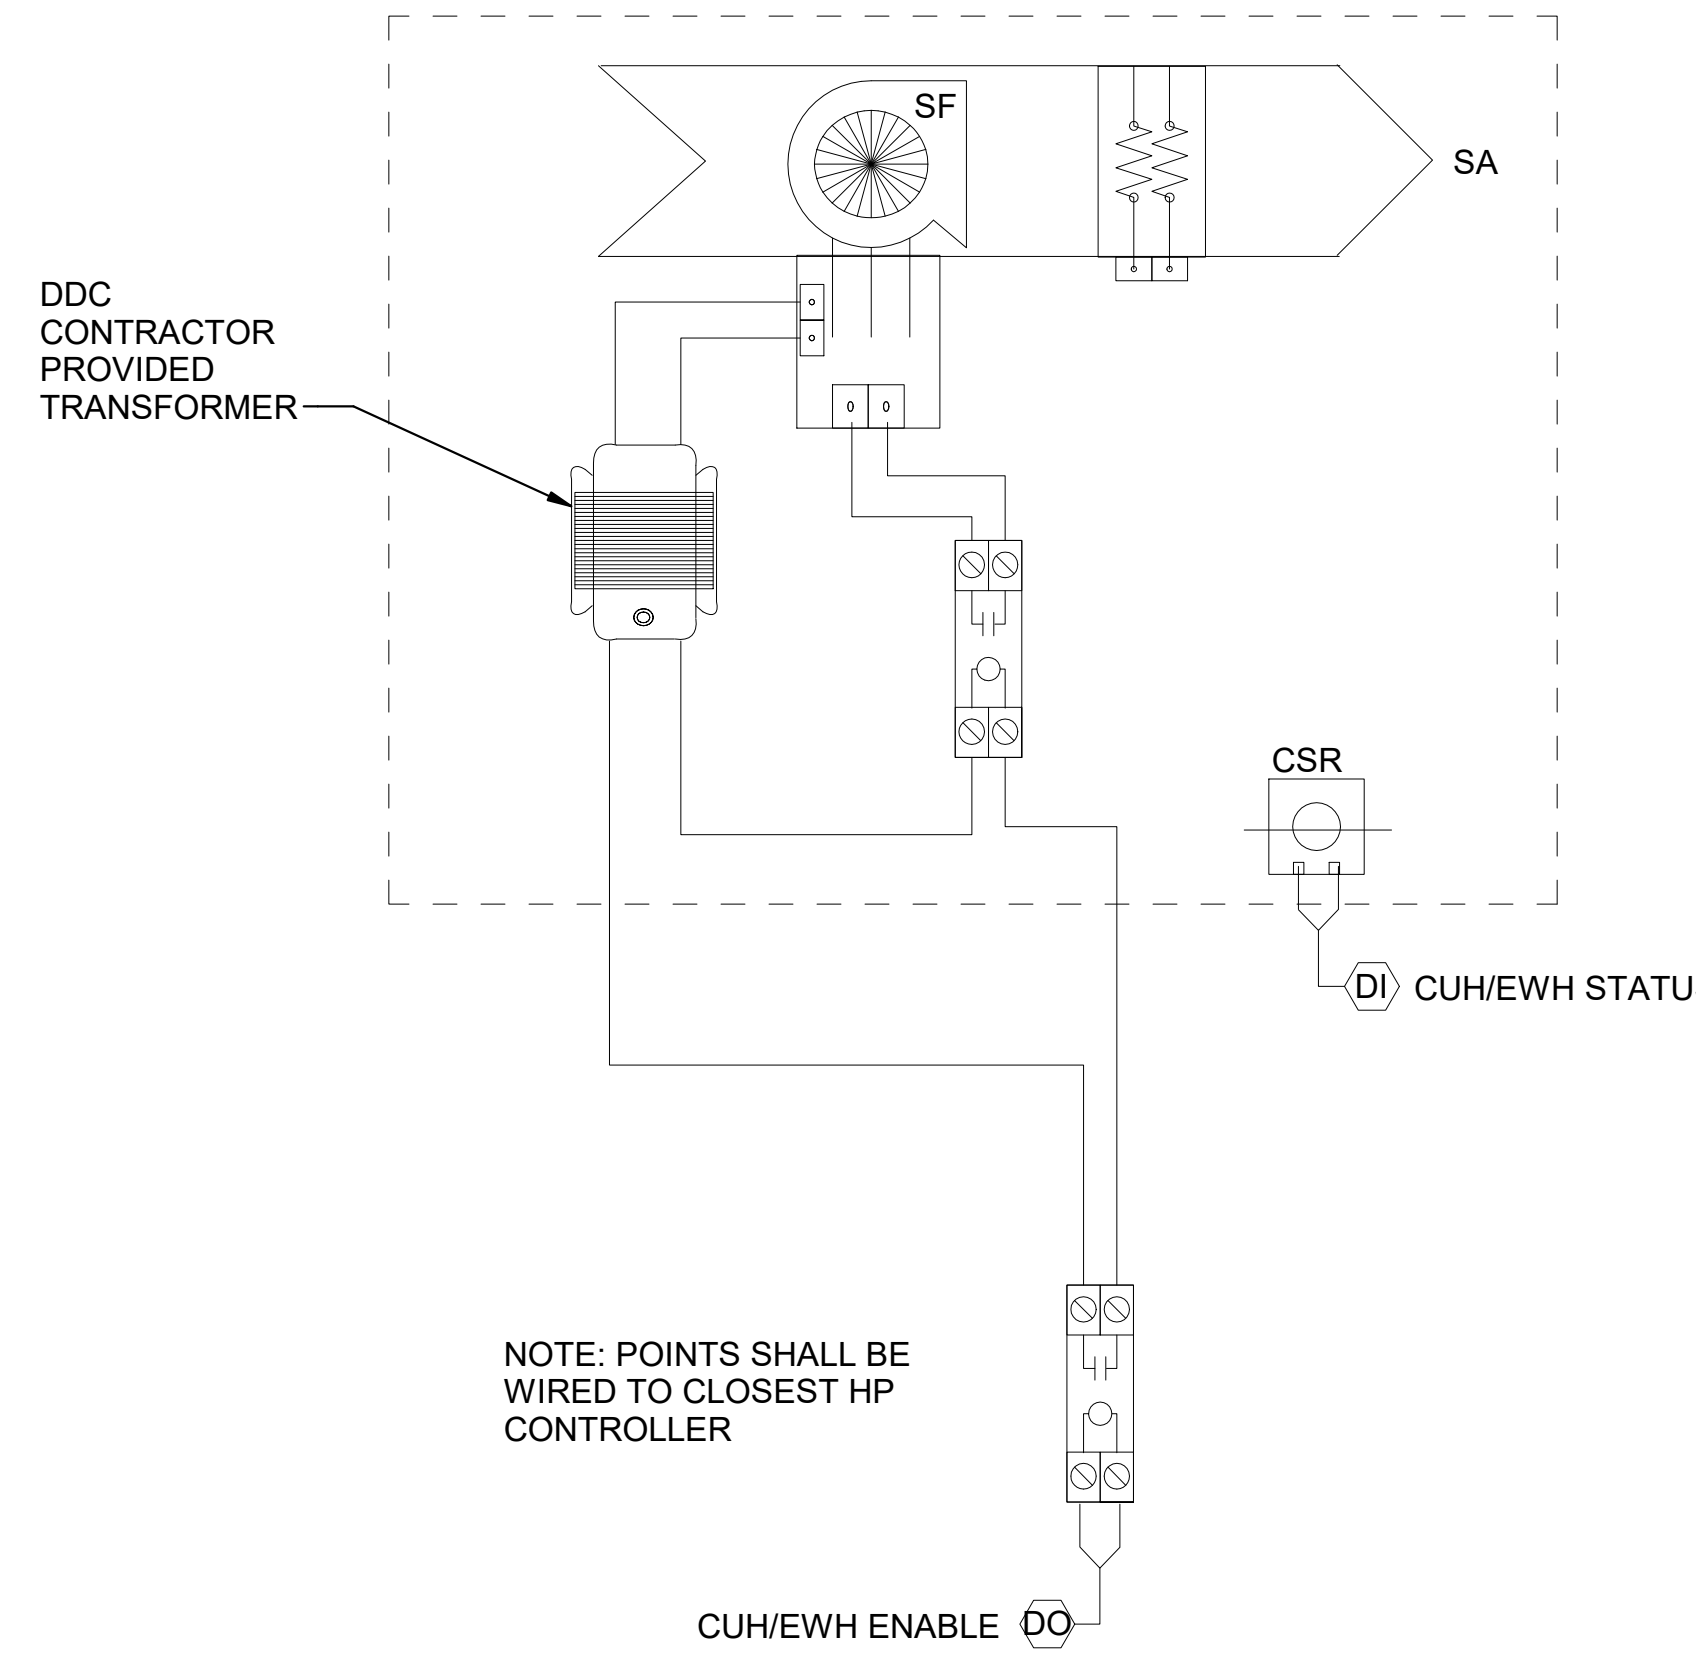 SF
SA
DDC
CONTRACTOR
PROVIDED
TRANSFORMER
CSR
DI
CUH/EWH
NOTE: POINTS SHALL BE
WIRED TO CLOSEST HP
CONTROLLER
CUH/EWH ENABLE
DO